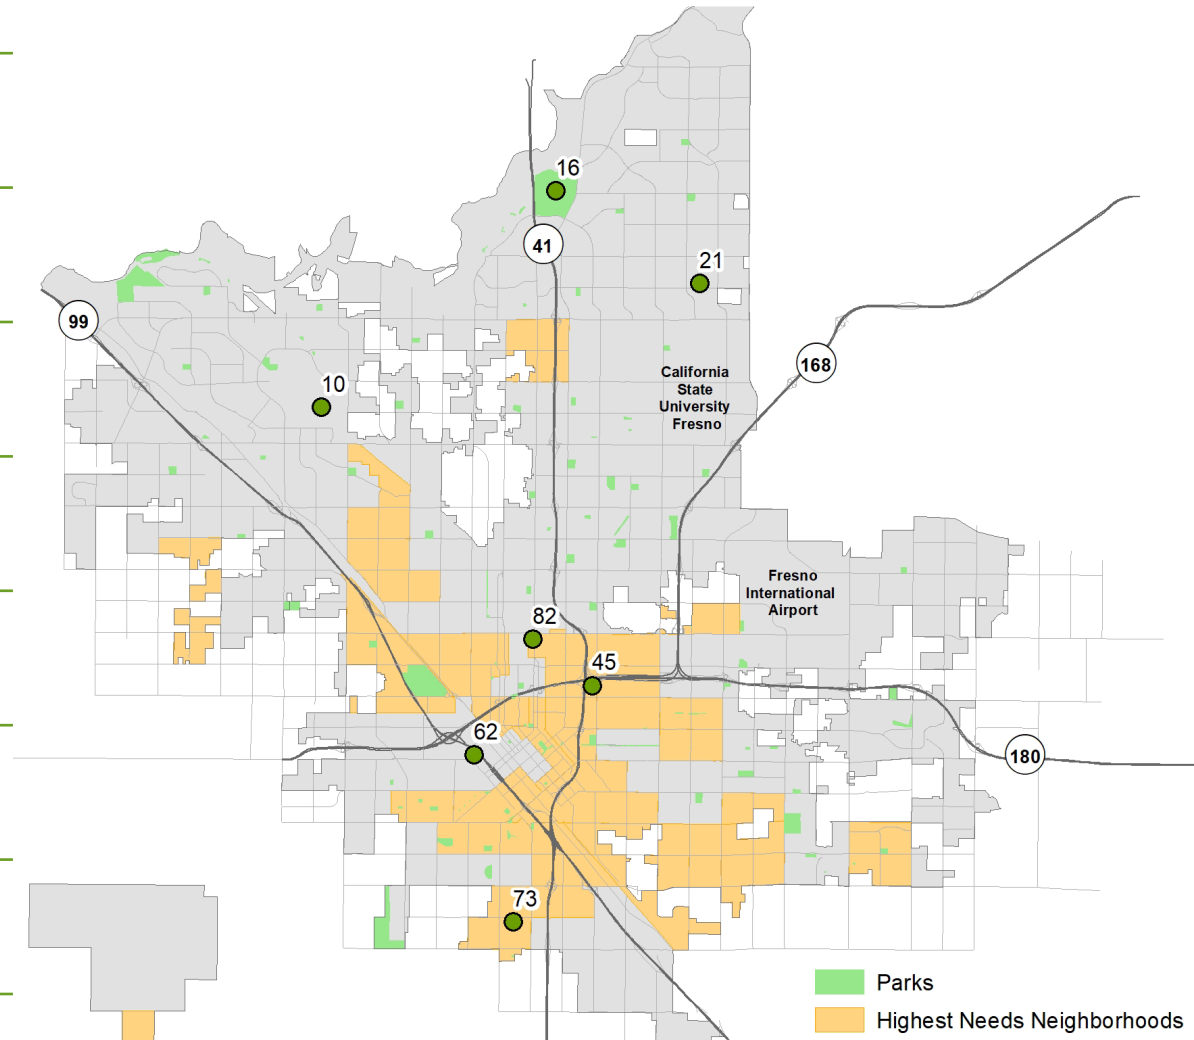 16
41
21
99
168
California
State
University
Fresno
10
Fresno
International
Airport
82
45
62
180
73
Parks
Highest Needs Neighborhoods